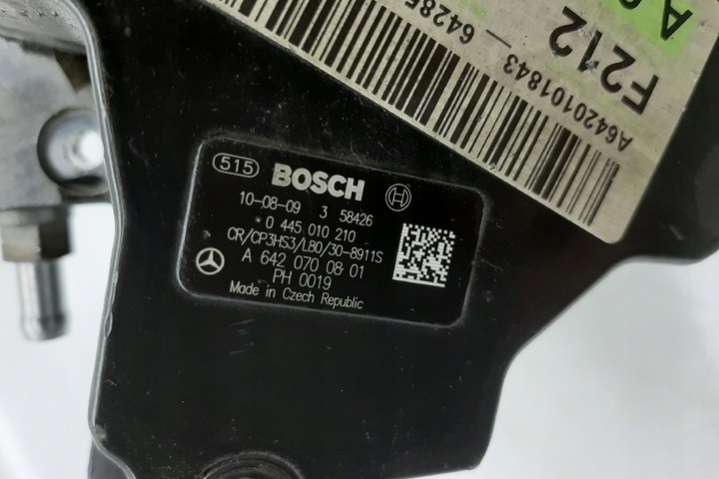 A
64285
F212
A6420101843
515 BOSCH
10-08-09 3 58426
0 445 010 210
CR/CP3HS3/L80/30-8911S
A 642 070 08 01
PH 0019
Made in Czech Republic